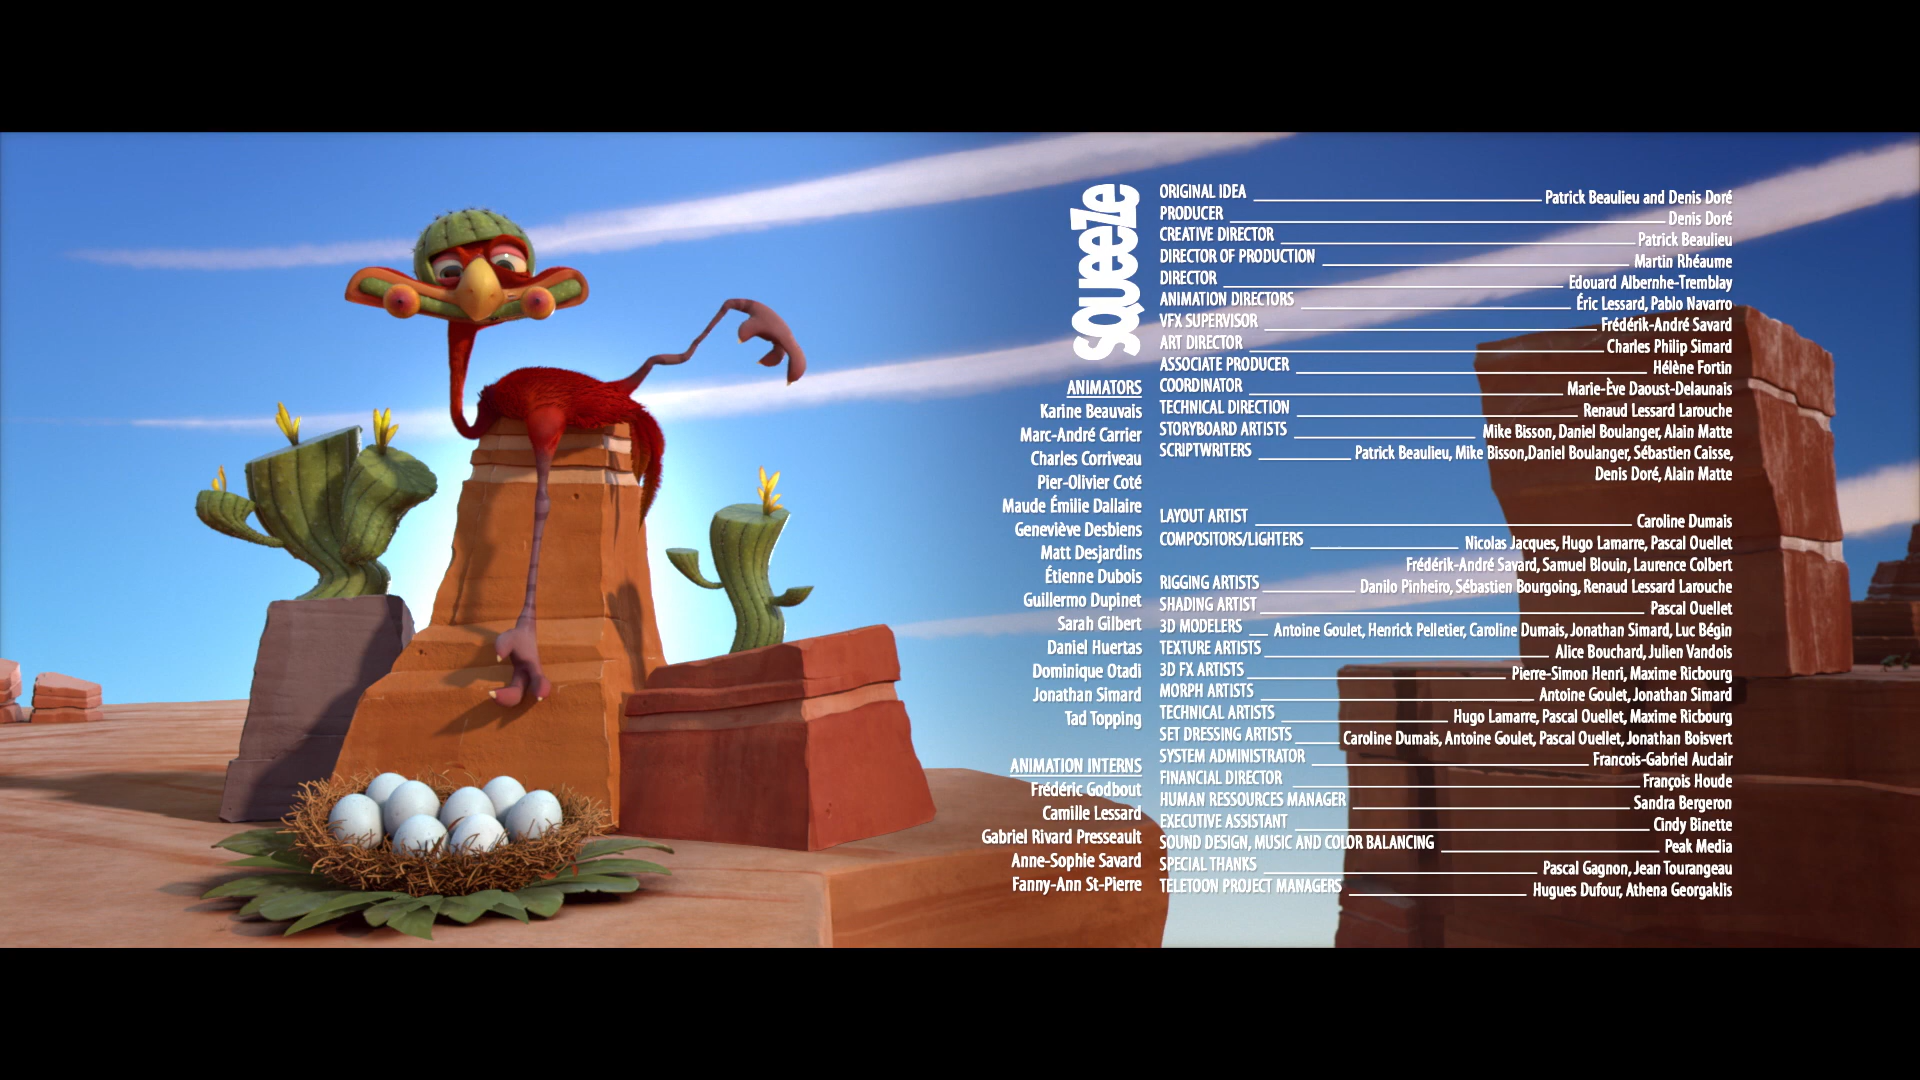 squeeze
ANIMATORS
Karine Beauvais
Marc-André Carrier
Charles Corriveau
Pier-Olivier Coté
Maude Émilie Dallaire
Geneviève Desbiens
Matt Desjardins
Étienne Dubois
Guillermo Dupinet
Sarah Gilbert
Daniel Huertas
Dominique Otadi
Jonathan Simard
Tad Topping
ANIMATION INTERNS
Frédéric Godbout
Camille Lessard
Gabriel Rivard Presseault
Anne-Sophie Savard
Fanny-Ann St-Pierre
ORIGINAL IDEA Patrick Beaulieu and Denis Doré
PRODUCER Denis Doré
CREATIVE DIRECTOR Patrick Beaulieu
DIRECTOR OF PRODUCTION Martin Rhéaume
DIRECTOR Edouard Albernhe-Tremblay
ANIMATION DIRECTORS Éric Lessard, Pablo Navarro
VFX SUPERVISOR Frédérik-André Savard
ART DIRECTOR Charles Philip Simard
ASSOCIATE PRODUCER Hélène Fortin
COORDINATOR Marie-Ève Daoust-Delaunais
TECHNICAL DIRECTION Renaud Lessard Larouche
STORYBOARD ARTISTS Mike Bisson, Daniel Boulanger, Alain Matte
SCRIPTWRITERS Patrick Beaulieu, Mike Bisson,Daniel Boulanger, Sébastien Caisse,
Denis Doré, Alain Matte
LAYOUT ARTIST Caroline Dumais
COMPOSITORS/LIGHTERS Nicolas Jacques, Hugo Lamarre, Pascal Ouellet
Frédérik-André Savard, Samuel Blouin, Laurence Colbert
RIGGING ARTISTS Danilo Pinheiro, Sébastien Bourgoing, Renaud Lessard Larouche
SHADING ARTIST Pascal Ouellet
3D MODELERS Antoine Goulet, Henrick Pelletier, Caroline Dumais, Jonathan Simard, Luc Bégin
TEXTURE ARTISTS Alice Bouchard, Julien Vandois
3D FX ARTISTS Pierre-Simon Henri, Maxime Ricbourg
MORPH ARTISTS Antoine Goulet, Jonathan Simard
TECHNICAL ARTISTS Hugo Lamarre, Pascal Ouellet, Maxime Ricbourg
SET DRESSING ARTISTS Caroline Dumais, Antoine Goulet, Pascal Ouellet, Jonathan Boisvert
SYSTEM ADMINISTRATOR Francois-Gabriel Auclair
FINANCIAL DIRECTOR François Houde
HUMAN RESSOURCES MANAGER Sandra Bergeron
EXECUTIVE ASSISTANT Cindy Binette
SOUND DESIGN, MUSIC AND COLOR BALANCING Peak Media
SPECIAL THANKS Pascal Gagnon, Jean Tourangeau
TELETOON PROJECT MANAGERS Hugues Dufour, Athena Georgaklis